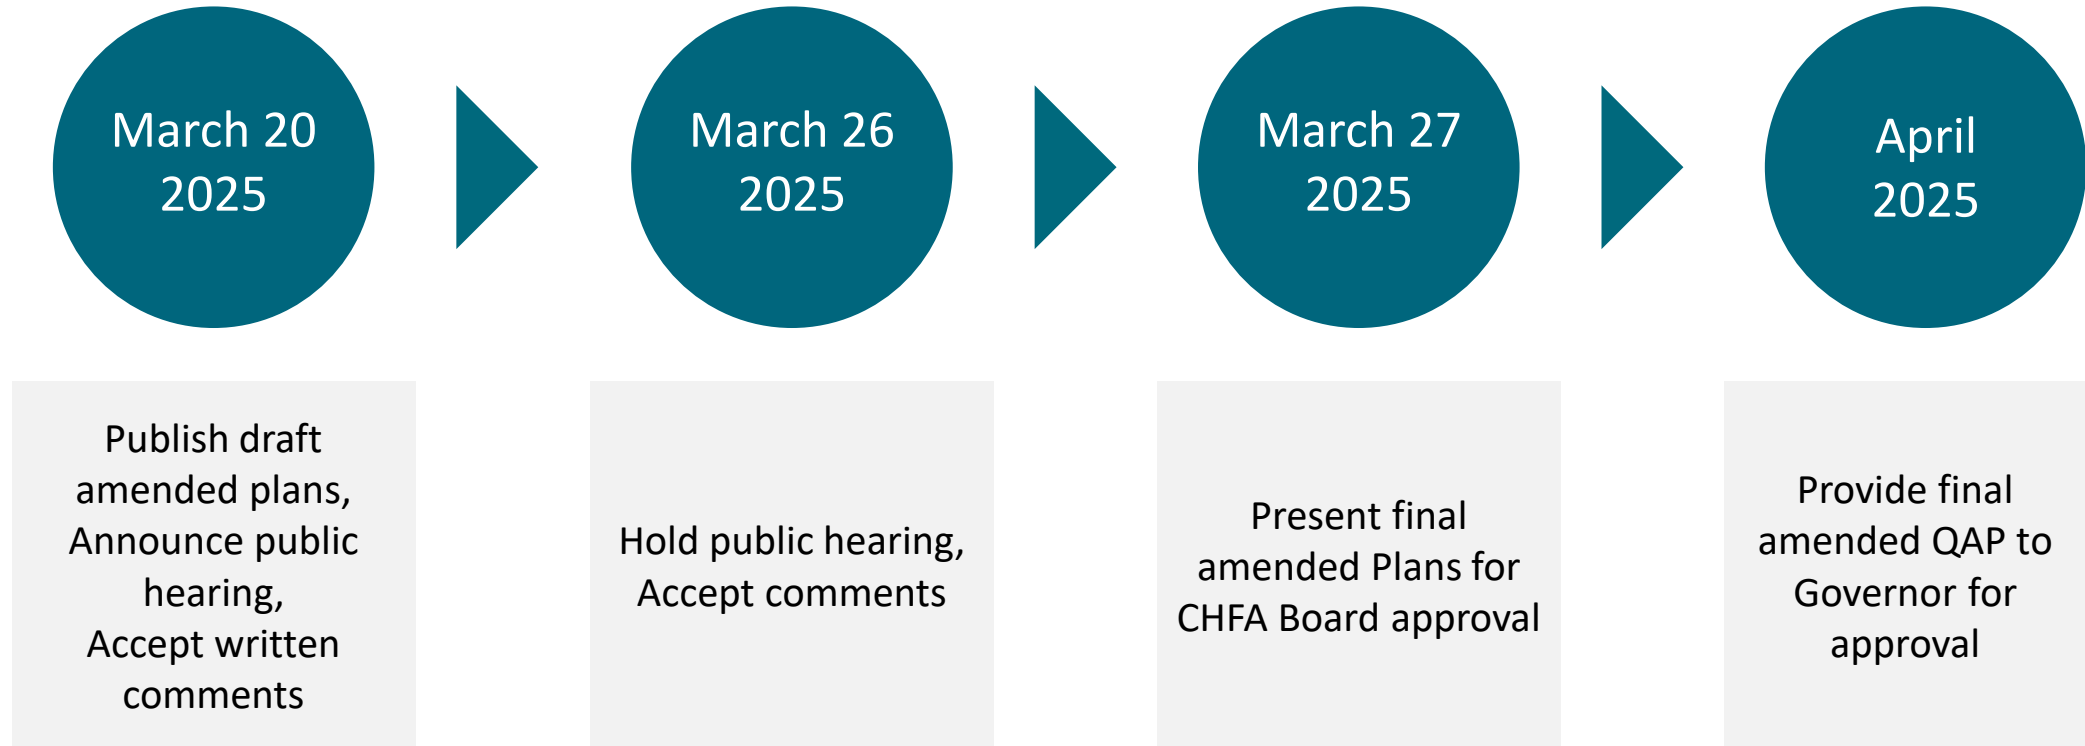 March 20
2025
March 26
2025
March 27
2025
April
2025
Publish draft
amended plans,
Announce public
hearing,
Accept written
comments
Hold public hearing,
Accept comments
Present final
amended Plans for
CHFA Board approval
Provide final
amended QAP to
Governor for
approval